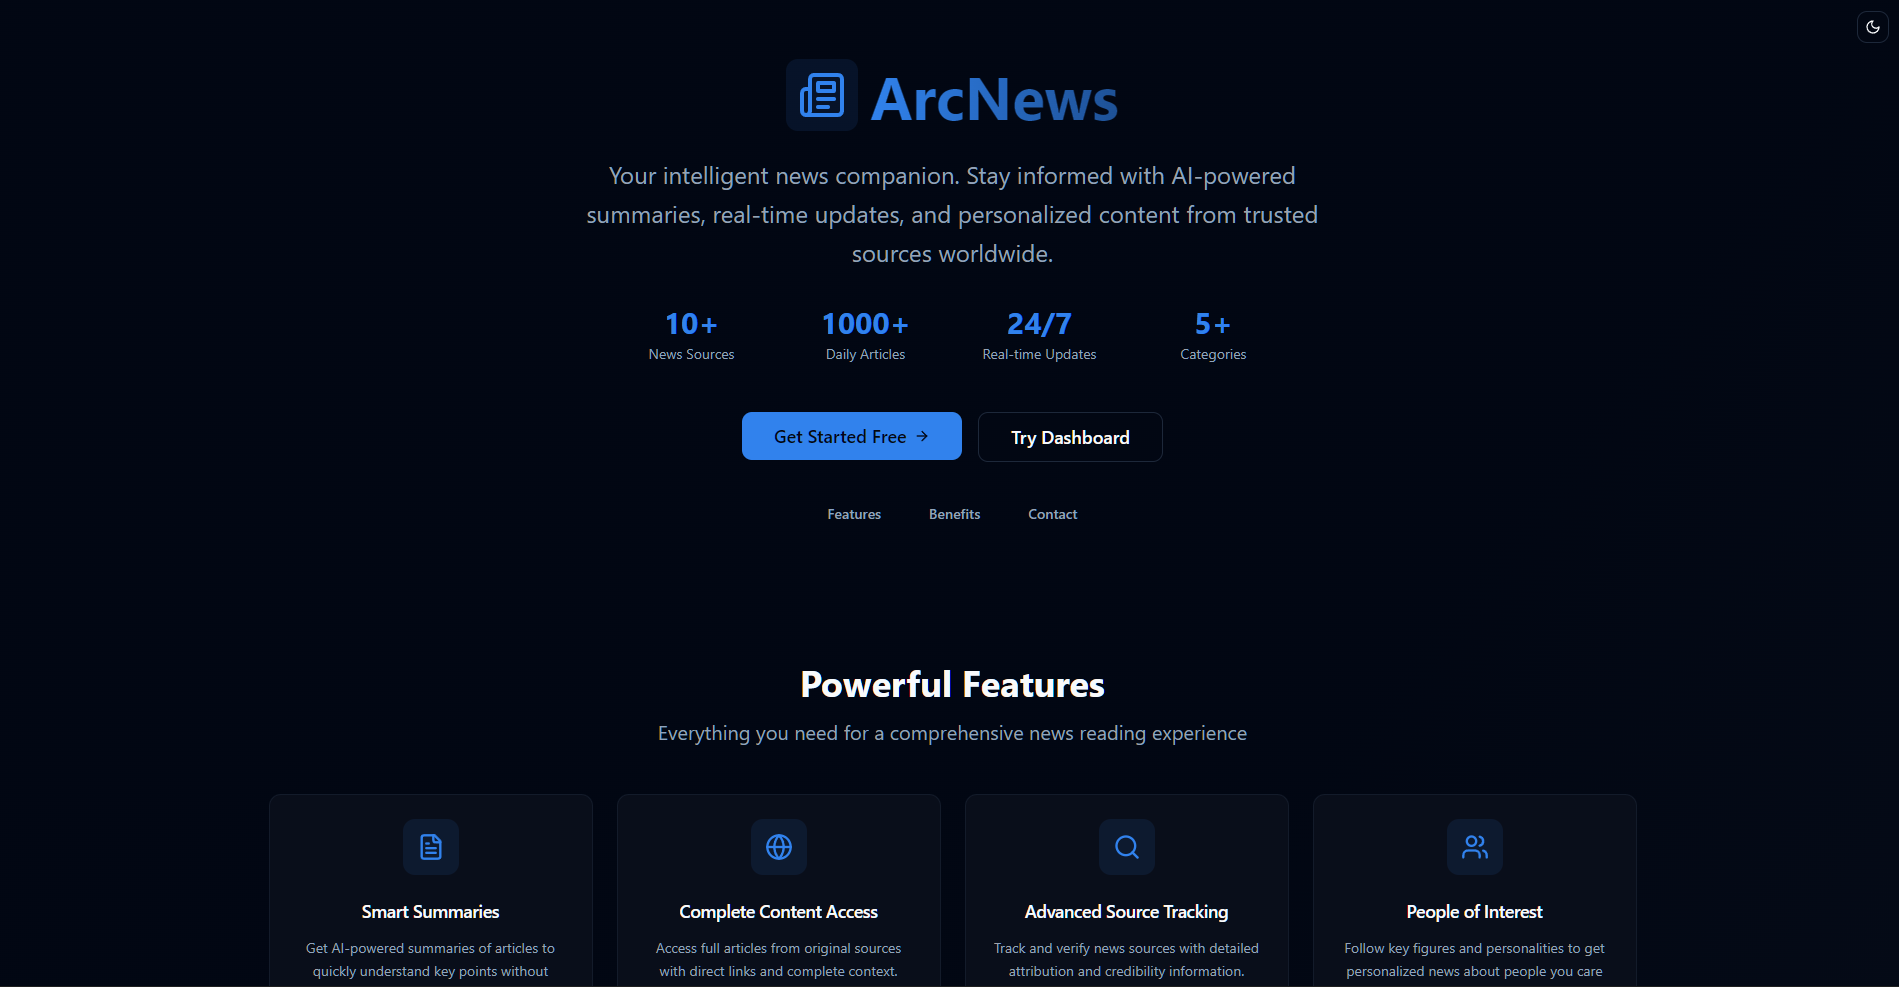 ArcNews
Your intelligent news companion. Stay informed with AI-powered
summaries, real-time updates, and personalized content from trusted
sources worldwide.
10+ 1000+ 24/7 5+
News Sources Daily Articles Real-time Updates Categories
Get Started Free → Try Dashboard
Features Benefits Contact
Powerful Features
Everything you need for a comprehensive news reading experience
Smart Summaries
Get AI-powered summaries of articles to
quickly understand key points without
Complete Content Access
Access full articles from original sources
with direct links and complete context.
Advanced Source Tracking
Track and verify news sources with detailed
attribution and credibility information.
People of Interest
Follow key figures and personalities to get
personalized news about people you care